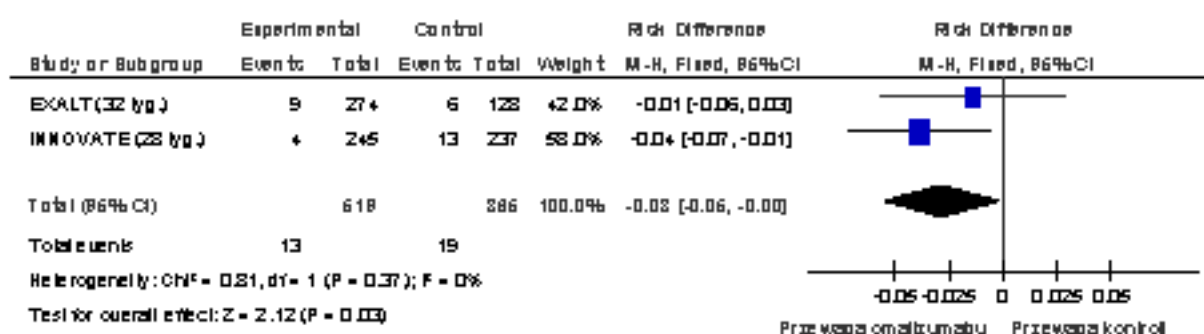 Experimental Control Risk Difference Risk Difference
Study or Subgroup Events Total Events Total Weight M-H, Fixed, 95% CI M-H, Fixed, 95% CI
EXALT (32 tyg.) 9 274 6 128 42.0% -0.01 [-0.06, 0.03]
INNOVATE (28 tyg.) 4 245 13 237 58.0% -0.04 [-0.07, -0.01]
Total (95% CI) 519 365 100.0% -0.03 [-0.05, -0.00]
Total events 13 19
Heterogeneity: Chi² = 0.81, df = 1 (P = 0.37); I² = 0%
Test for overall effect: Z = 2.12 (P = 0.03)
-0.05 -0.025 0 0.025 0.05
Przewaga omalizumabu Przewaga kontroli